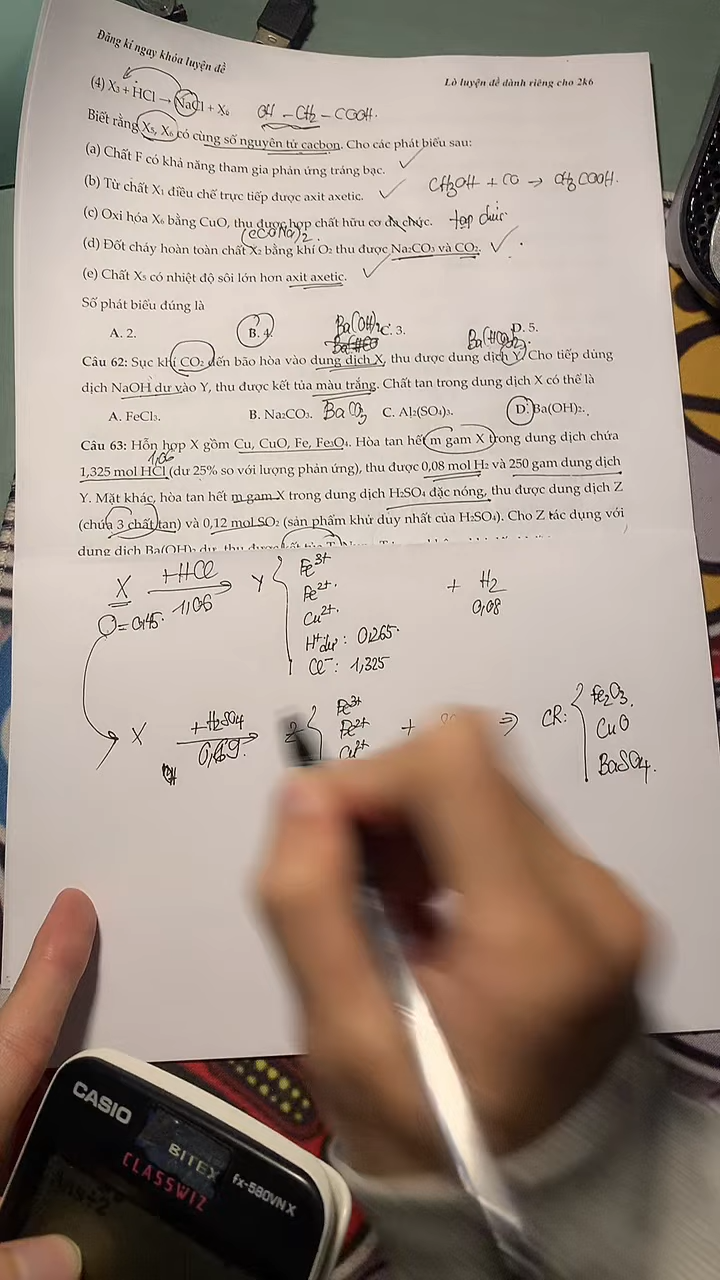 Đăng kí ngay khóa luyện đề
Lò luyện đề dành riêng cho 2k6
(4) X₃ + HCl → NaCl + X₆
OH – CH₂ – COOH.
Biết rằng X₅, X₆ có cùng số nguyên tử cacbon. Cho các phát biểu sau:
(a) Chất F có khả năng tham gia phản ứng tráng bạc.
(b) Từ chất X₁ điều chế trực tiếp được axit axetic.
CH₃OH + CO → CH₃COOH.
(c) Oxi hóa X₆ bằng CuO, thu được hợp chất hữu cơ đa chức.
tạp chức
(d) Đốt cháy hoàn toàn chất X₂ bằng khí O₂ thu được Na₂CO₃ và CO₂.
(e) Chất X₅ có nhiệt độ sôi lớn hơn axit axetic.
Số phát biểu đúng là
A. 2. B. 4. C. 3. D. 5.
Ba(OH)₂
Câu 62: Sục khí CO₂ đến bão hòa vào dung dịch X, thu được dung dịch Y. Cho tiếp dùng
dịch NaOH dư vào Y, thu được kết tủa màu trắng. Chất tan trong dung dịch X có thể là
A. FeCl₃. B. Na₂CO₃. BaCO₃ C. Al₂(SO₄)₃. D. Ba(OH)₂.
Câu 63: Hỗn hợp X gồm Cu, CuO, Fe, Fe₃O₄. Hòa tan hết m gam X trong dung dịch chứa
1,06
1,325 mol HCl (dư 25% so với lượng phản ứng), thu được 0,08 mol H₂ và 250 gam dung dịch
Y. Mặt khác, hòa tan hết m gam X trong dung dịch H₂SO₄ đặc nóng, thu được dung dịch Z
(chứa 3 chất tan) và 0,12 mol SO₂ (sản phẩm khử duy nhất của H₂SO₄). Cho Z tác dụng với
dung dịch Ba(OH)₂ dư, thu được
X +HCl 1,06 Y
Fe³⁺
Fe²⁺
Cu²⁺
H⁺dư: 0,265
Cl⁻: 1,325
+ H₂
0,08
O = 0,45
X +H₂SO₄ Z
Fe³⁺
Fe²⁺
Cu²⁺
+
⇒ CR:
Fe₂O₃
CuO
BaSO₄.
CASIO
BITEX
CLASSWIZ
fx-580VNX